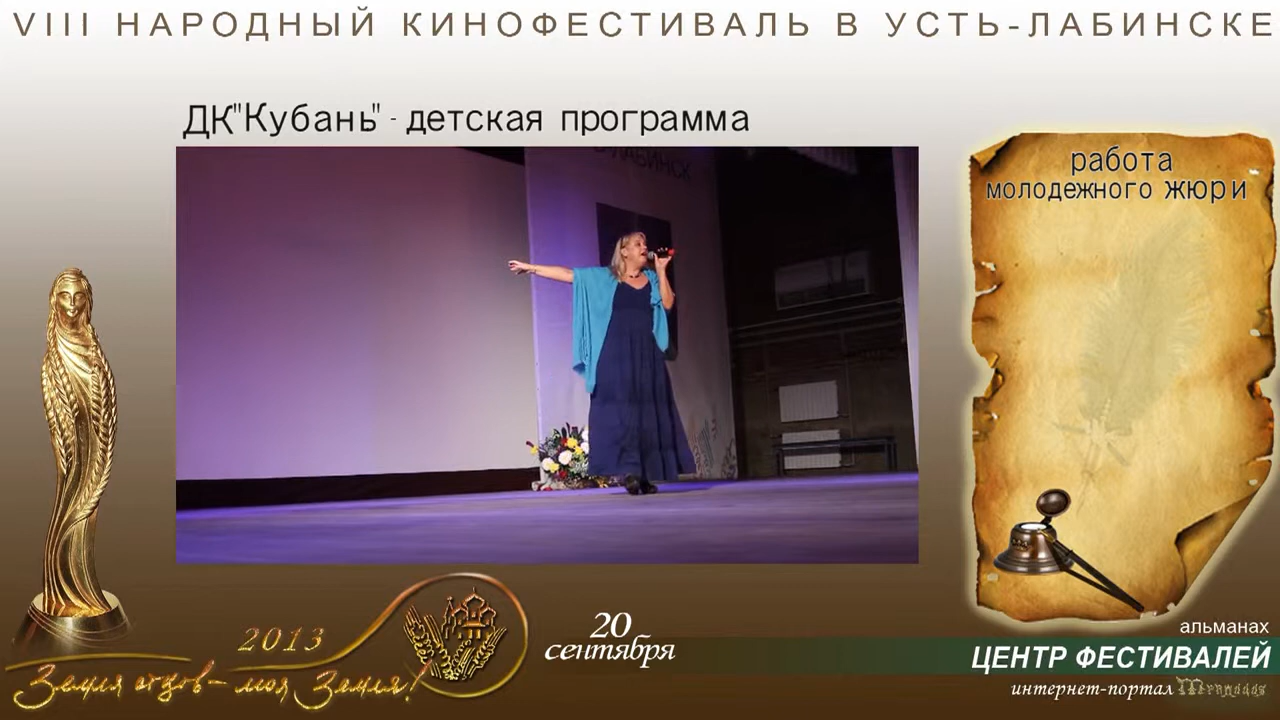 VIII НАРОДНЫЙ КИНОФЕСТИВАЛЬ В УСТЬ-ЛАБИНСКЕ
ДК"Кубань" - детская программа
работа
молодежного жюри
2013
Земля отцов - моя Земля!
20
сентября
альманах
ЦЕНТР ФЕСТИВАЛЕЙ
интернет-портал